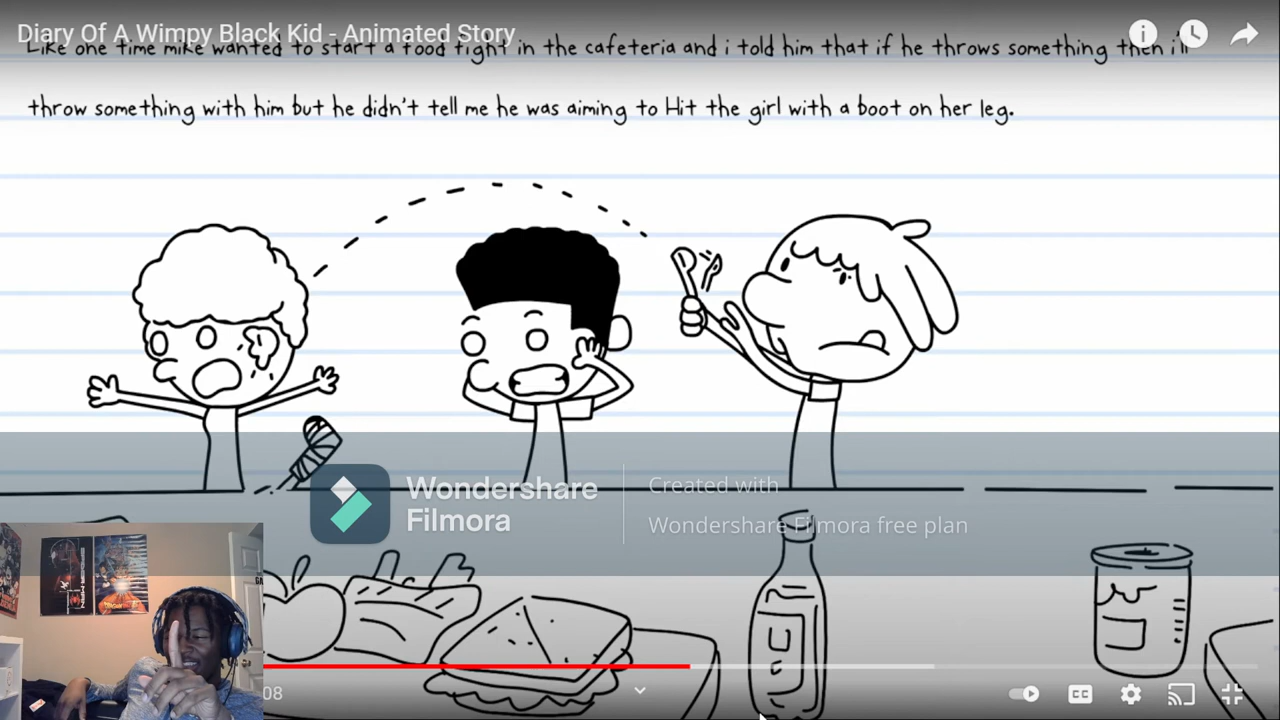 Diary Of A Wimpy Black Kid - Animated Story
Like one time mike wanted to start a food fight in the cafeteria and i told him that if he throws something then i'll
throw something with him but he didn't tell me he was aiming to Hit the girl with a boot on her leg.
Wondershare
Filmora
Created with
Wondershare Filmora free plan
08
CC